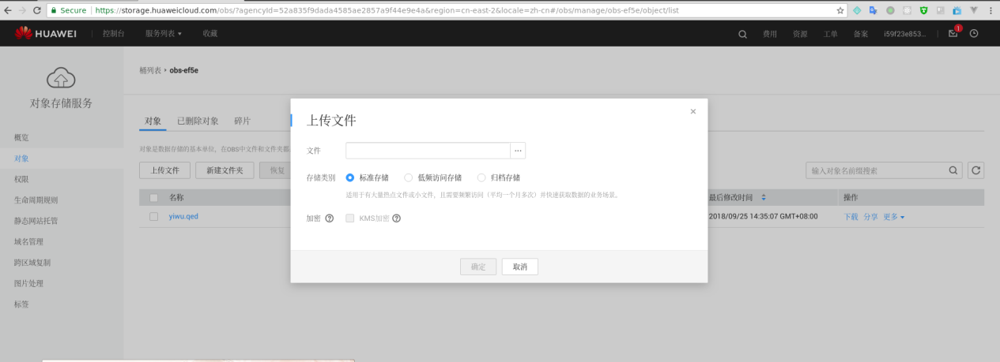 Secure https://storage.huaweicloud.com/obs/?agencyId=52a835f9dada4585ae2857a9f44e9e4a&region=cn-east-2&locale=zh-cn#/obs/manage/obs-ef5e/object/list
HUAWEI 控制台 服务列表 收藏 费用 资源 工单 备案 i59f23e853... 1
桶列表 obs-ef5e
对象存储服务
对象 已删除对象 碎片
上传文件 ×
概览
对象是数据存储的基本单位，在OBS中文件和文件夹都
文件 ...
对象
上传文件 新建文件夹 恢复
输入对象名前缀搜索
权限
存储类别 标准存储 低频访问存储 归档存储
适用于有大量热点文件或小文件，且需要频繁访问（平均一个月多次）并快速获取数据的业务场景。
生命周期规则
名称 最后修改时间 操作
静态网站托管
yiwu.qed 2018/09/25 14:35:07 GMT+08:00 下载 分享 更多
加密 ? KMS加密 ?
域名管理
跨区域复制
确定 取消
图片处理
标签